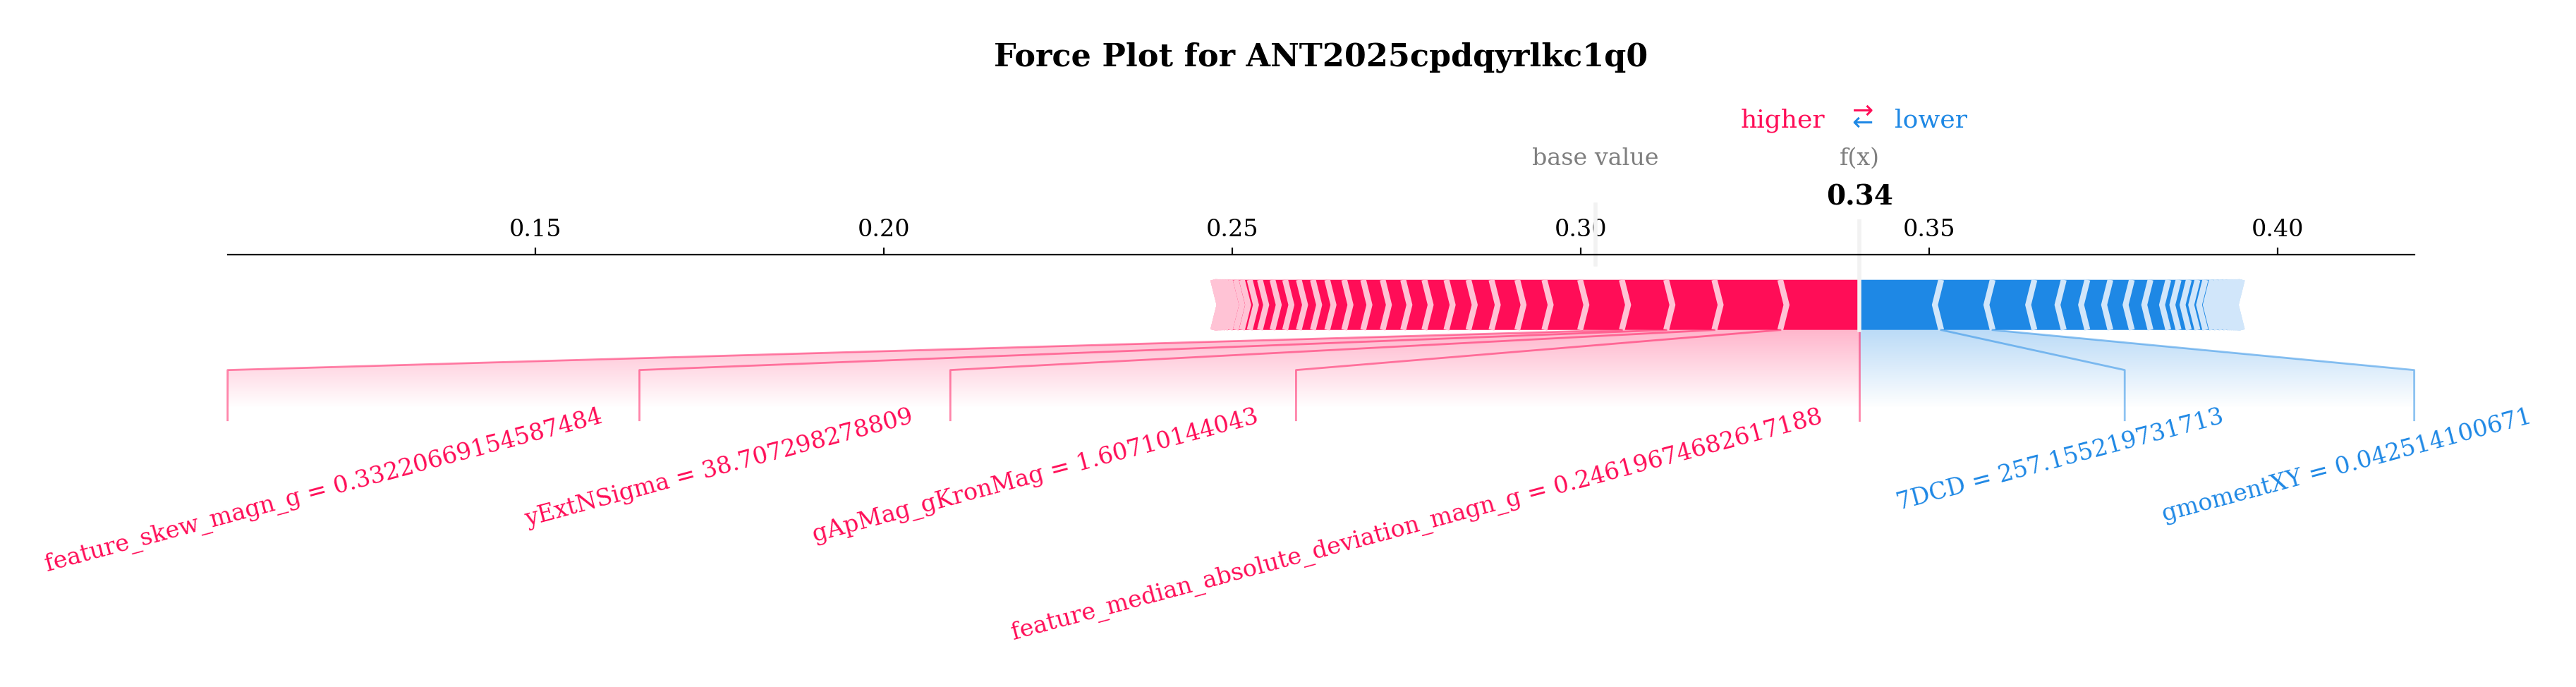 Force Plot for ANT2025cpdqyrlkc1q0
higher ⇄ lower
base value f(x)
0.34
0.15 0.20 0.25 0.30 0.35 0.40
feature_skew_magn_g = 0.33220669154587484
yExtNSigma = 38.707298278809
gApMag_gKronMag = 1.60710144043
feature_median_absolute_deviation_magn_g = 0.24619674682617188
7DCD = 257.155219731713
gmomentXY = 0.042514100671